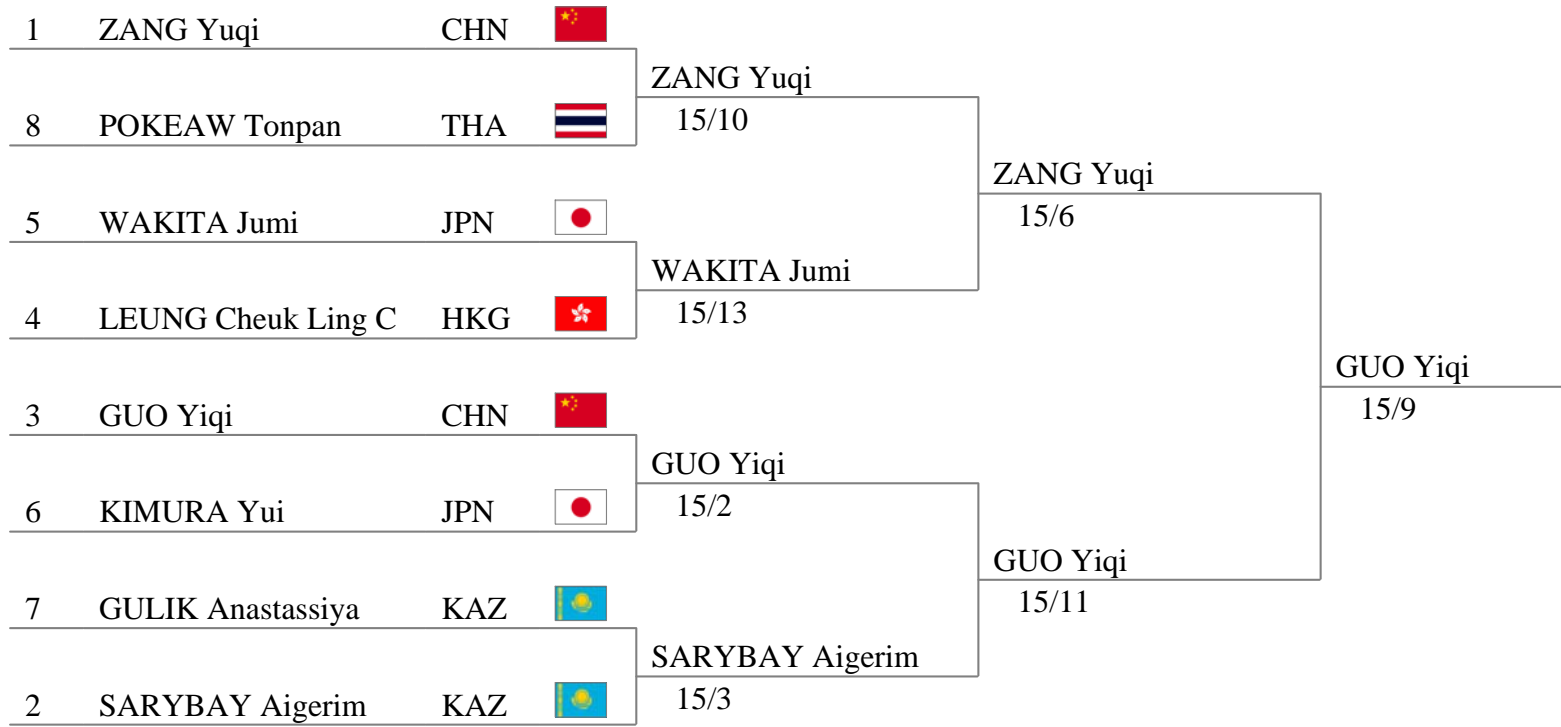 1 ZANG Yuqi CHN
8 POKEAW Tonpan THA
5 WAKITA Jumi JPN
4 LEUNG Cheuk Ling C HKG
3 GUO Yiqi CHN
6 KIMURA Yui JPN
7 GULIK Anastassiya KAZ
2 SARYBAY Aigerim KAZ
ZANG Yuqi
15/10
WAKITA Jumi
15/13
GUO Yiqi
15/2
SARYBAY Aigerim
15/3
ZANG Yuqi
15/6
GUO Yiqi
15/11
GUO Yiqi
15/9